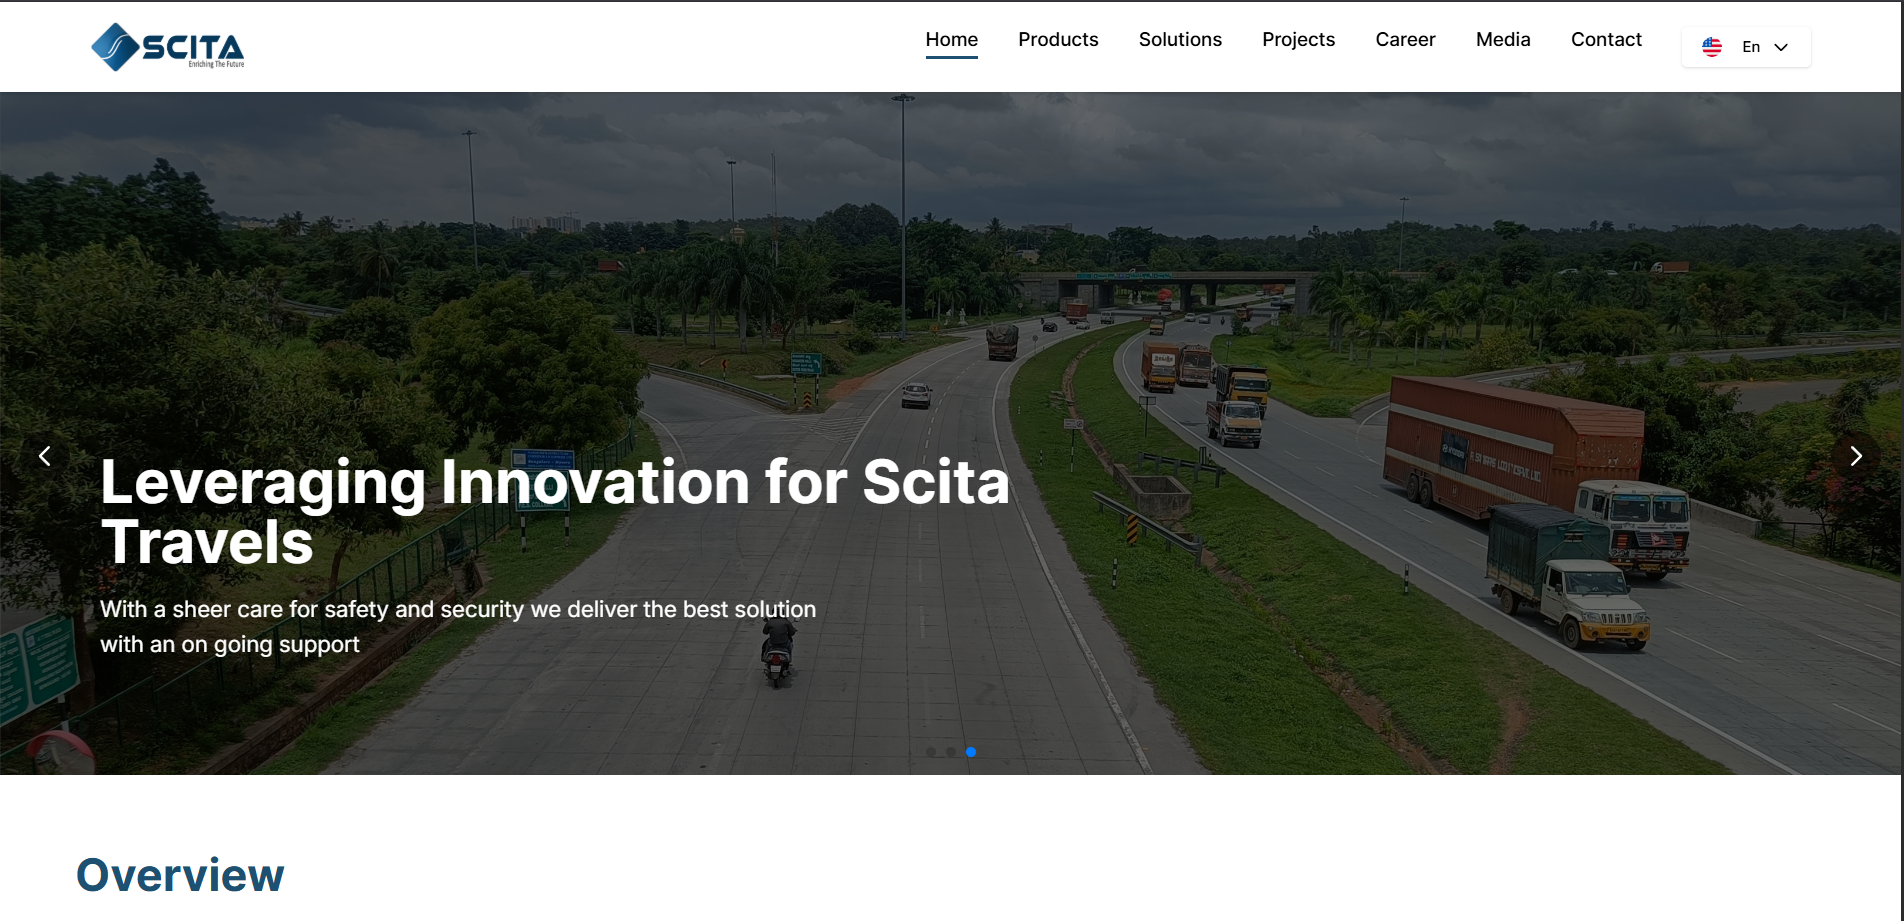 SCITA
Enriching The Future
Home
Products
Solutions
Projects
Career
Media
Contact
En
Leveraging Innovation for Scita
Travels
With a sheer care for safety and security we deliver the best solution
with an on going support
Overview